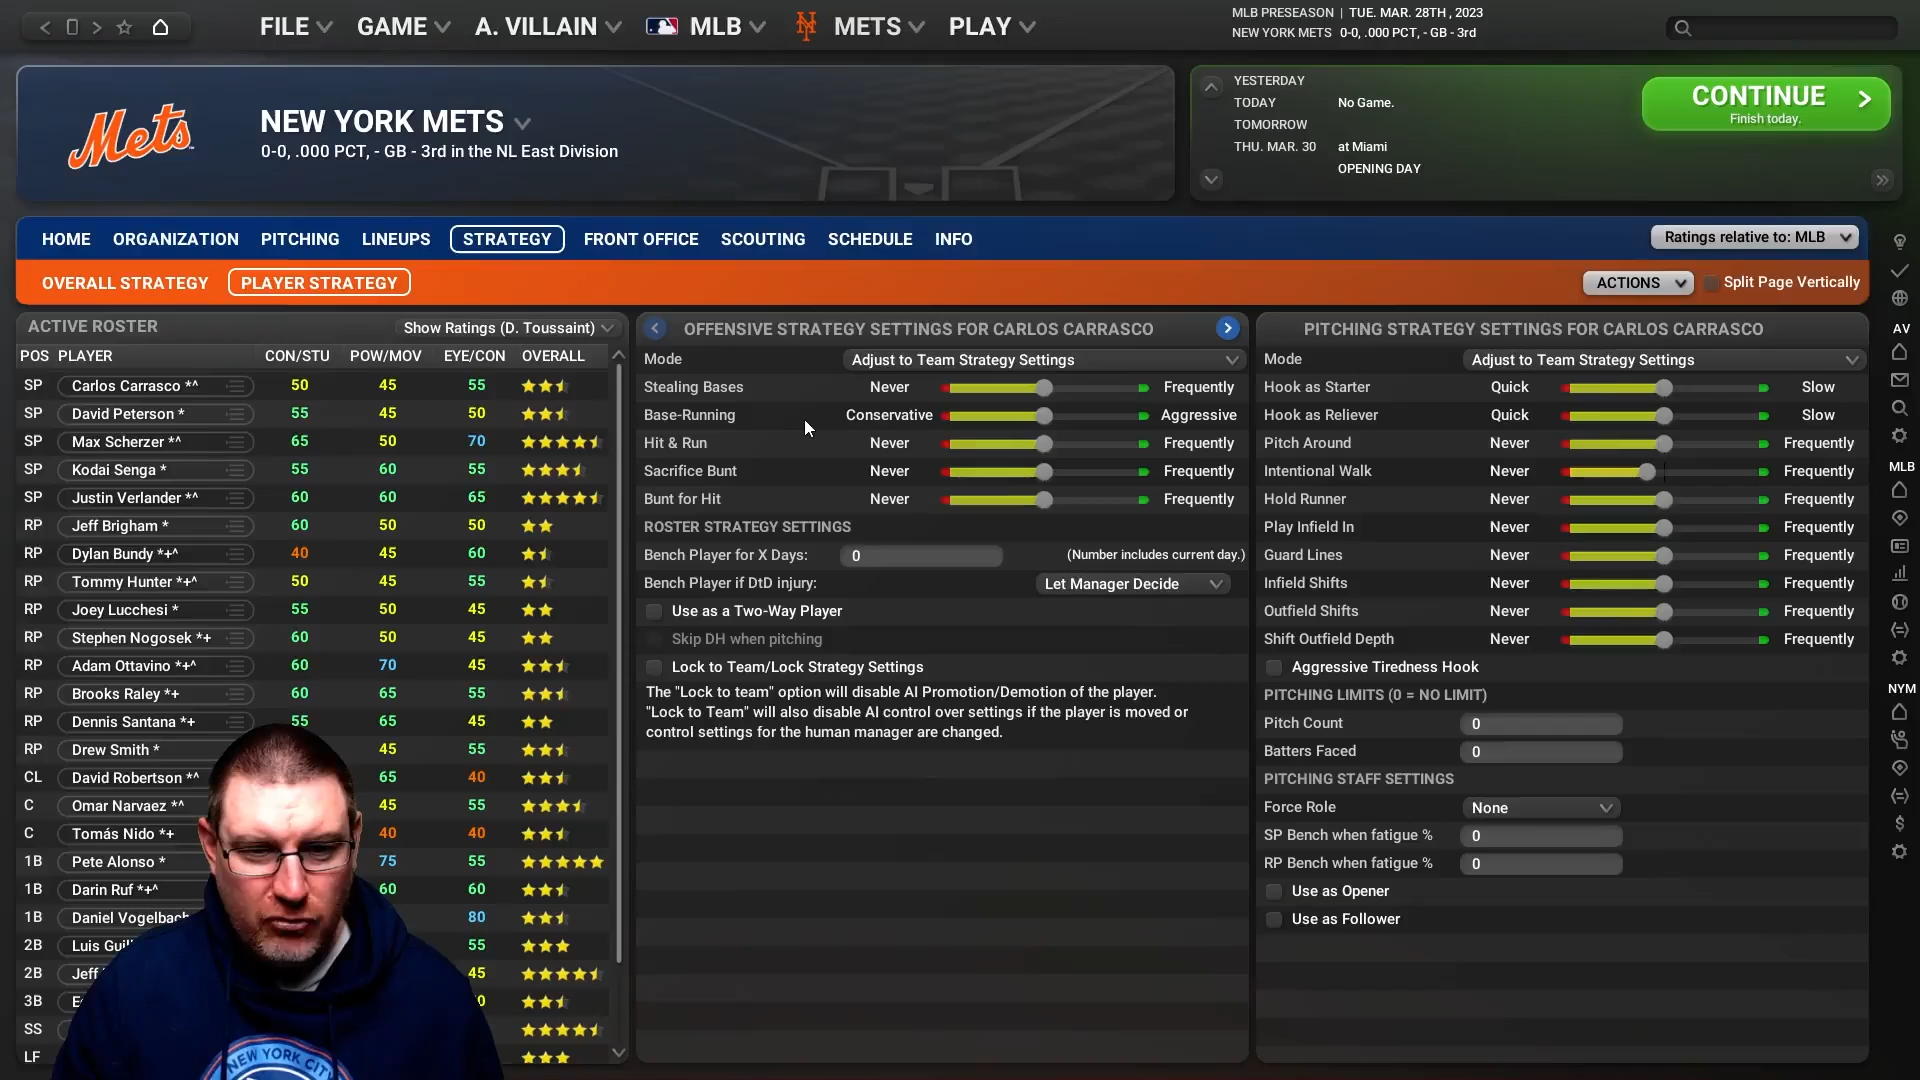 FILE GAME A. VILLAIN MLB METS PLAY
MLB PRESEASON | TUE. MAR. 28TH , 2023
NEW YORK METS 0-0, .000 PCT, - GB - 3rd
Mets
NEW YORK METS
0-0, .000 PCT, - GB - 3rd in the NL East Division
YESTERDAY
TODAY No Game.
TOMORROW
THU. MAR. 30 at Miami
OPENING DAY
CONTINUE
Finish today.
HOME ORGANIZATION PITCHING LINEUPS STRATEGY FRONT OFFICE SCOUTING SCHEDULE INFO
Ratings relative to: MLB
OVERALL STRATEGY PLAYER STRATEGY
ACTIONS Split Page Vertically
ACTIVE ROSTER Show Ratings (D. Toussaint)
POS PLAYER CON/STU POW/MOV EYE/CON OVERALL
SP Carlos Carrasco *^ 50 45 55
SP David Peterson * 55 45 50
SP Max Scherzer *^ 65 50 70
SP Kodai Senga * 55 60 55
SP Justin Verlander *^ 60 60 65
RP Jeff Brigham * 60 50 50
RP Dylan Bundy *+^ 40 45 60
RP Tommy Hunter *+^ 50 45 55
RP Joey Lucchesi * 55 50 45
RP Stephen Nogosek *+ 60 50 45
RP Adam Ottavino *+^ 60 70 45
RP Brooks Raley *+ 60 65 55
RP Dennis Santana *+ 55 65 45
RP Drew Smith * 45 55
CL David Robertson *^ 65 40
C Omar Narvaez *^ 45 55
C Tomás Nido *+ 40 40
1B Pete Alonso * 75 55
1B Darin Ruf *+^ 60 60
1B Daniel Vogelbach 80
2B Luis 55
2B Jeff 45
3B
SS
LF
OFFENSIVE STRATEGY SETTINGS FOR CARLOS CARRASCO
Mode Adjust to Team Strategy Settings
Stealing Bases Never Frequently
Base-Running Conservative Aggressive
Hit & Run Never Frequently
Sacrifice Bunt Never Frequently
Bunt for Hit Never Frequently
ROSTER STRATEGY SETTINGS
Bench Player for X Days: 0 (Number includes current day.)
Bench Player if DtD injury: Let Manager Decide
Use as a Two-Way Player
Skip DH when pitching
Lock to Team/Lock Strategy Settings
The "Lock to team" option will disable AI Promotion/Demotion of the player.
"Lock to Team" will also disable AI control over settings if the player is moved or
control settings for the human manager are changed.
PITCHING STRATEGY SETTINGS FOR CARLOS CARRASCO
Mode Adjust to Team Strategy Settings
Hook as Starter Quick Slow
Hook as Reliever Quick Slow
Pitch Around Never Frequently
Intentional Walk Never Frequently
Hold Runner Never Frequently
Play Infield In Never Frequently
Guard Lines Never Frequently
Infield Shifts Never Frequently
Outfield Shifts Never Frequently
Shift Outfield Depth Never Frequently
Aggressive Tiredness Hook
PITCHING LIMITS (0 = NO LIMIT)
Pitch Count 0
Batters Faced 0
PITCHING STAFF SETTINGS
Force Role None
SP Bench when fatigue % 0
RP Bench when fatigue % 0
Use as Opener
Use as Follower
AV
MLB
NYM
NEW YORK CITY